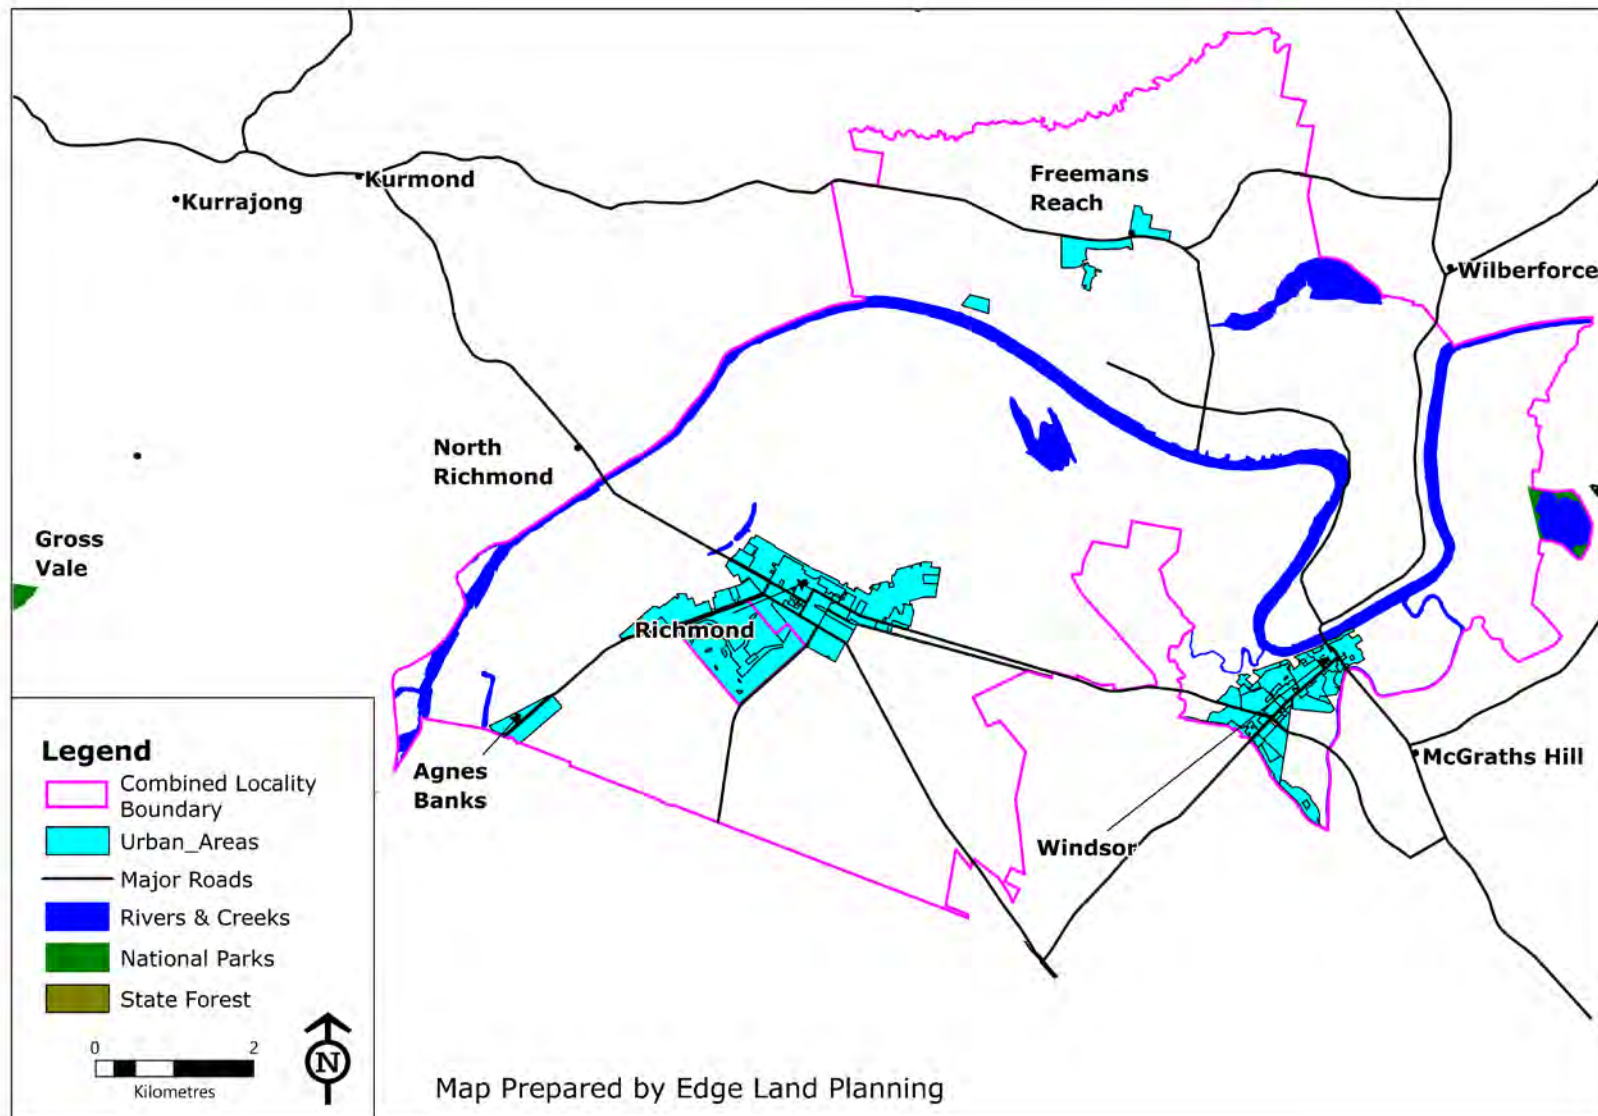 Freemans
Reach
Kurmond
Kurrajong
Wilberforce
North
Richmond
Gross
Vale
Richmond
Agnes
Banks
McGraths Hill
Windsor
Legend
Combined Locality
Boundary
Urban_Areas
Major Roads
Rivers & Creeks
National Parks
State Forest
0 2
Kilometres
N
Map Prepared by Edge Land Planning